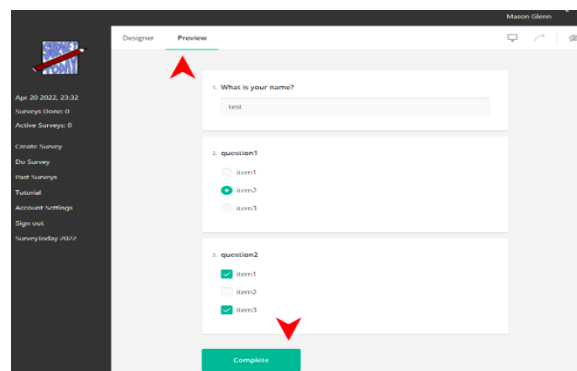 Mason Glenn
Designer
Preview
SURVEY
TODAY
Apr 20 2022, 23:32
Surveys Done: 0
Active Surveys: 0
Create Survey
Do Survey
Past Surveys
Tutorial
Account Settings
Sign out
SurveyToday 2022
1. What is your name?
test
2. question1
item1
item2
item3
3. question2
item1
item2
item3
Complete